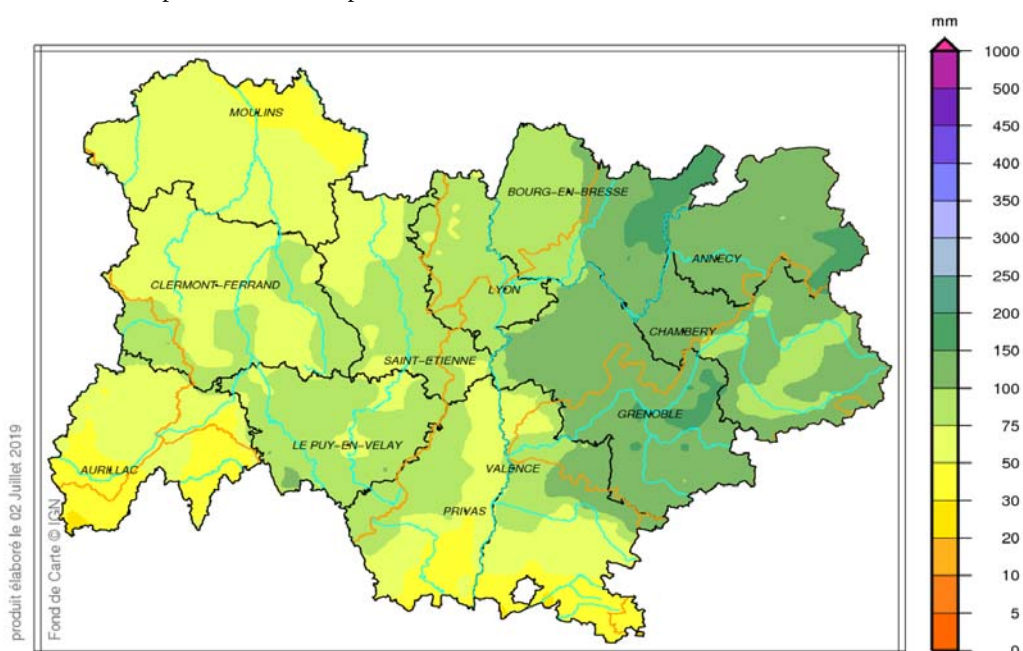 mm
1000
500
450
400
350
300
250
200
150
100
75
50
30
20
10
5
0
MOULINS
BOURG-EN-BRESSE
ANNECY
CLERMONT-FERRAND
LYON
CHAMBERY
SAINT-ETIENNE
GRENOBLE
LE PUY-EN-VELAY
VALENCE
AURILLAC
PRIVAS
produit élaboré le 02 Juillet 2019
Fond de Carte © IGN